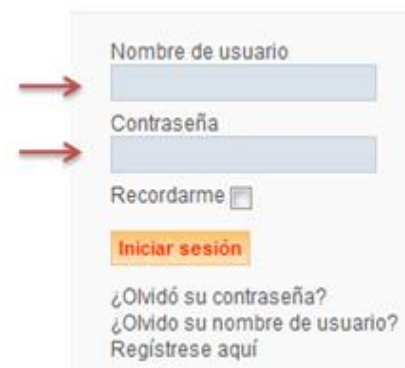 Nombre de usuario
Contraseña
Recordarme
Iniciar sesión
¿Olvidó su contraseña?
¿Olvido su nombre de usuario?
Regístrese aquí